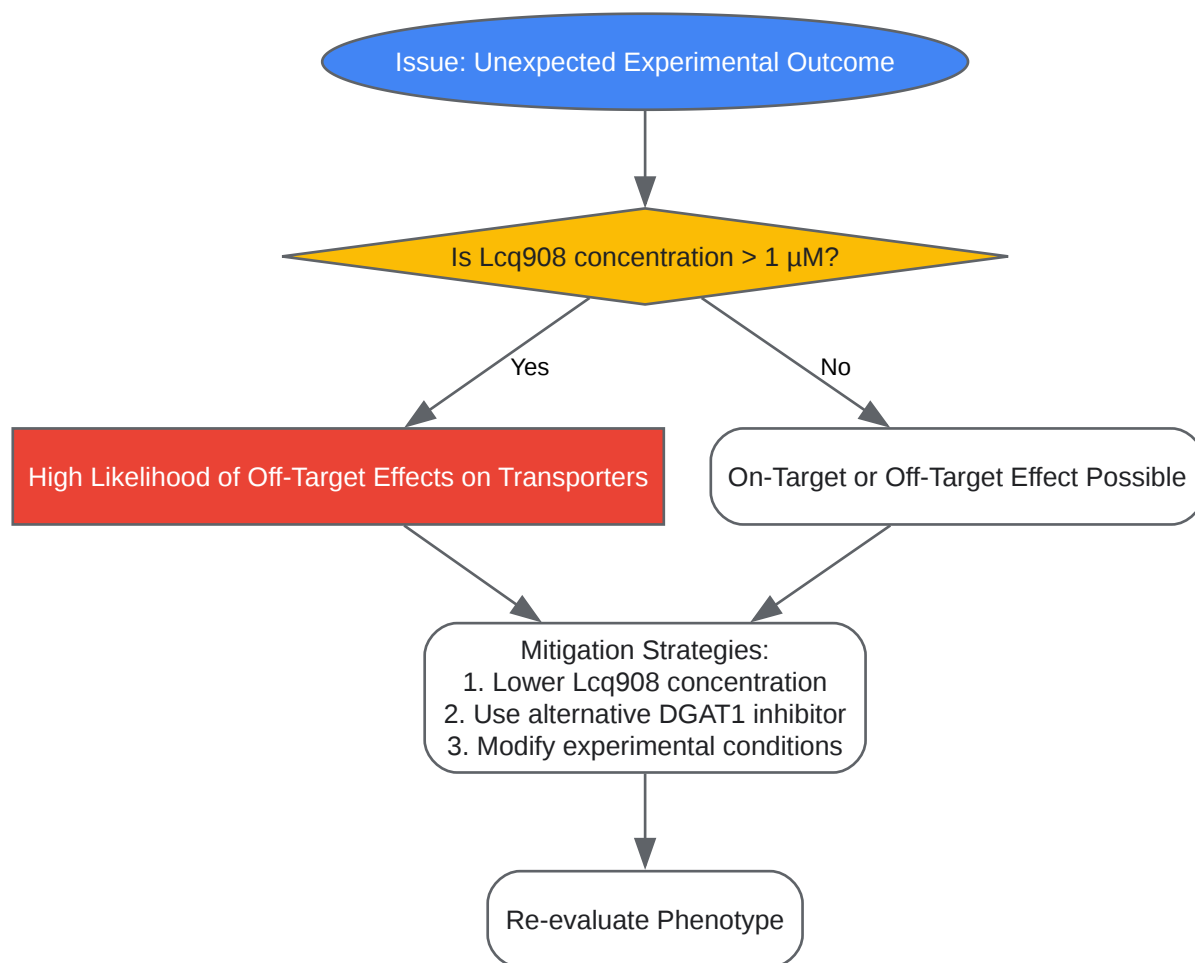 Issue: Unexpected Experimental Outcome
Is Lcq908 concentration > 1 µM?
Yes
No
High Likelihood of Off-Target Effects on Transporters
On-Target or Off-Target Effect Possible
Mitigation Strategies:
1. Lower Lcq908 concentration
2. Use alternative DGAT1 inhibitor
3. Modify experimental conditions
Re-evaluate Phenotype